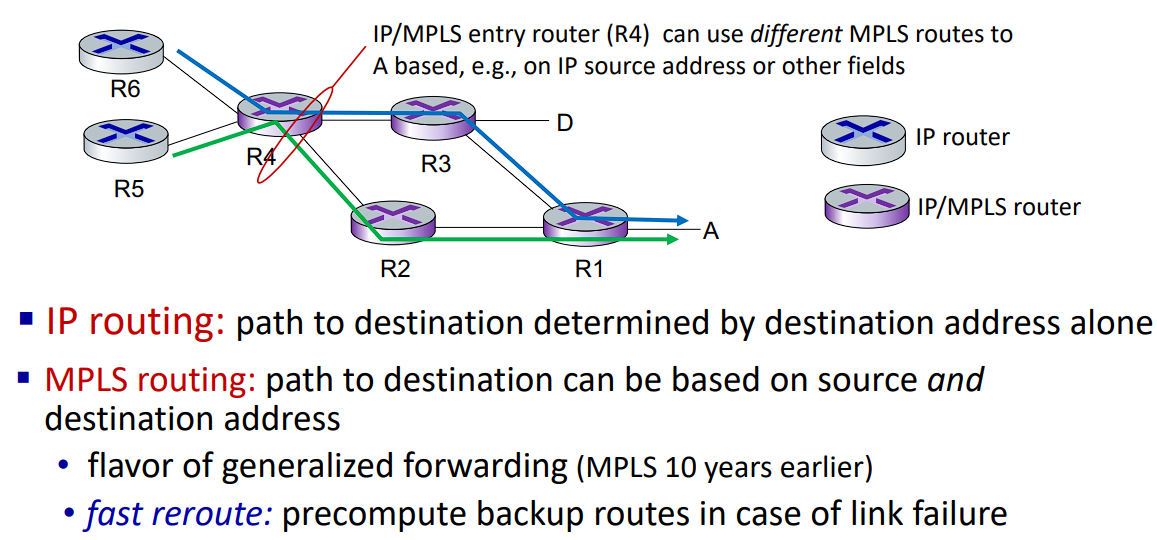 IP/MPLS entry router (R4)  can use different MPLS routes to
A based, e.g., on IP source address or other fields
R6
R4
D
R3
R5
IP router
IP/MPLS router
A
R2
R1
IP routing: path to destination determined by destination address alone
MPLS routing: path to destination can be based on source and
destination address
flavor of generalized forwarding (MPLS 10 years earlier)
fast reroute: precompute backup routes in case of link failure